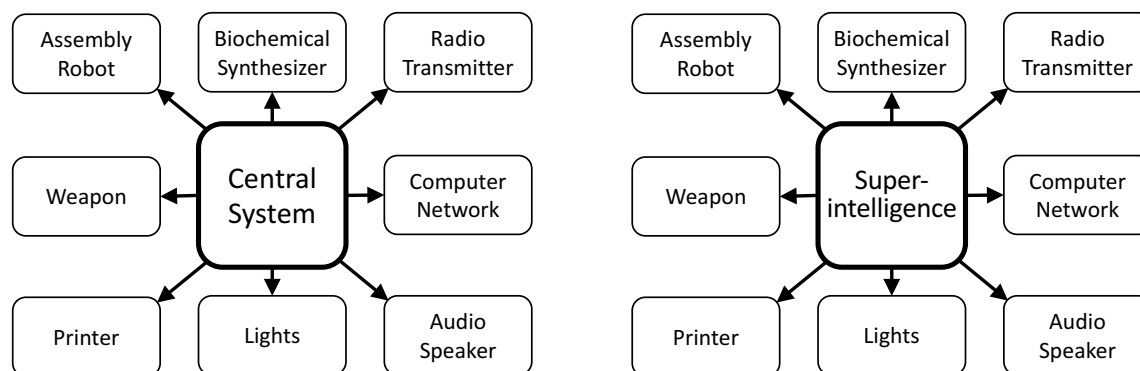 Assembly
Robot
Biochemical
Synthesizer
Radio
Transmitter
Weapon
Central
System
Computer
Network
Printer
Lights
Audio
Speaker
Assembly
Robot
Biochemical
Synthesizer
Radio
Transmitter
Weapon
Super-
intelligence
Computer
Network
Printer
Lights
Audio
Speaker